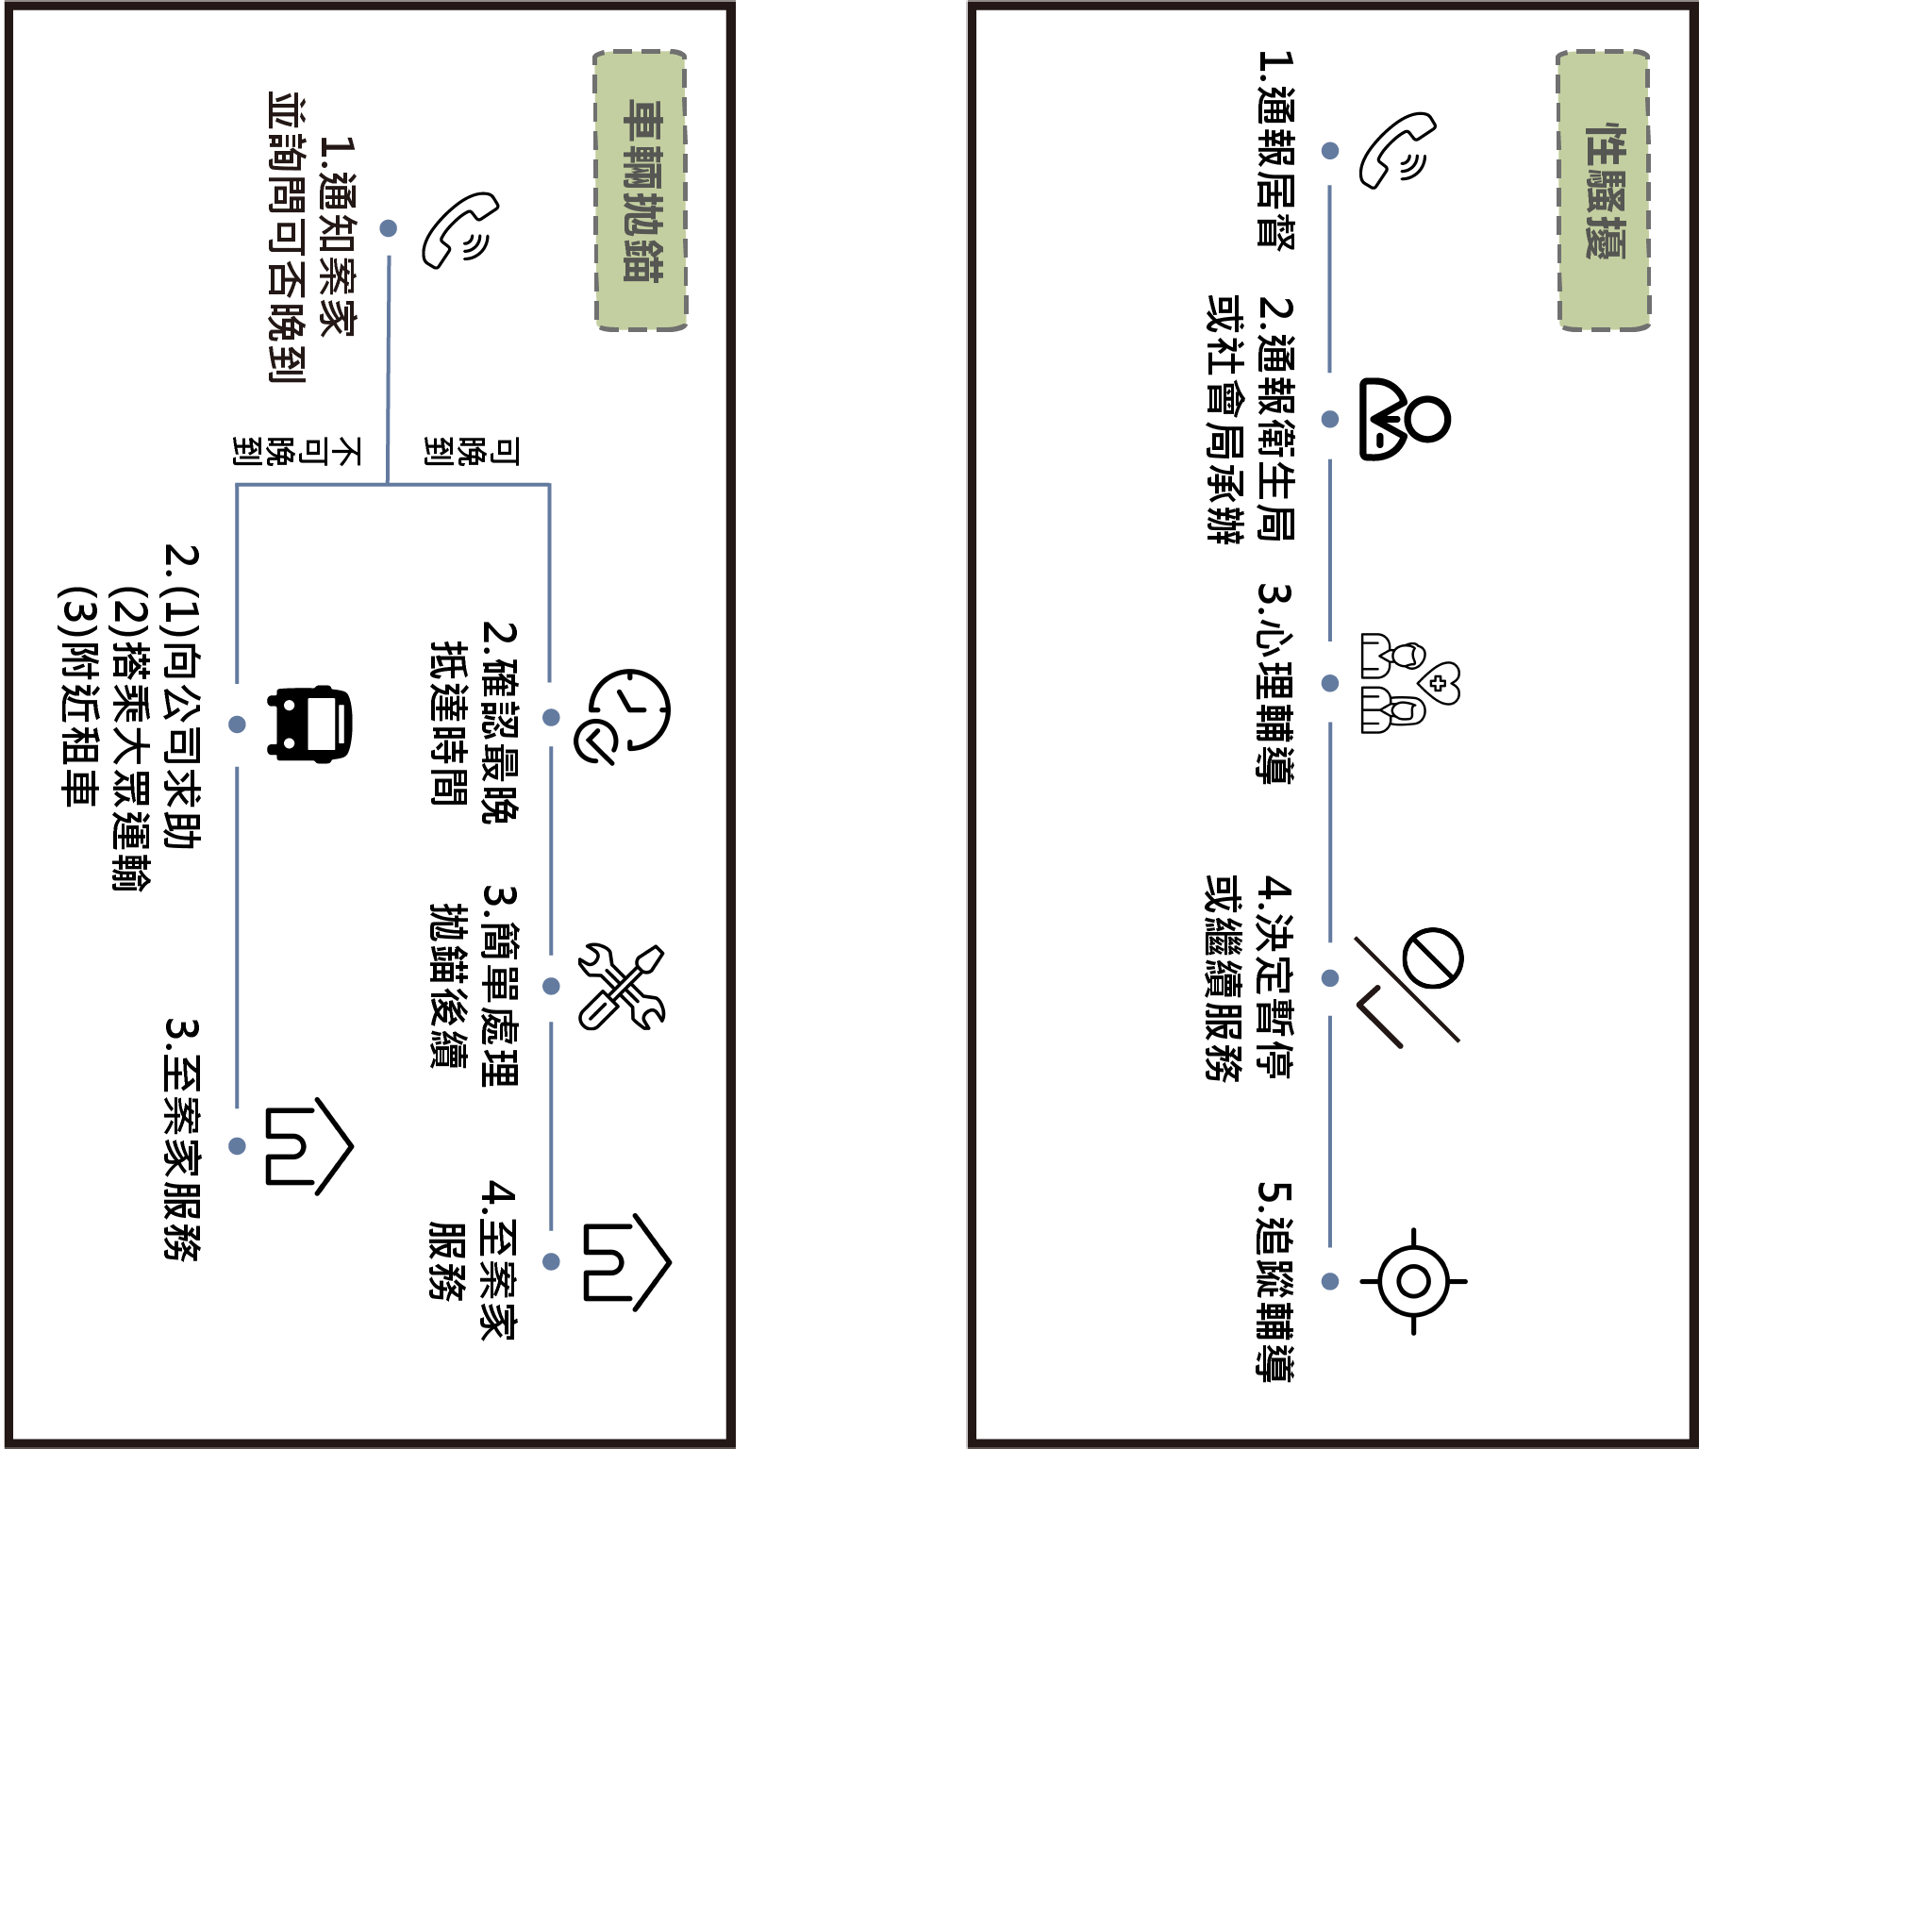 性騷擾
1.通報居督
2.通報衛生局
或社會局承辦
3.心理輔導
4.決定暫停
或繼續服務
5.追蹤輔導
車輛拋錨
1.通知案家
並詢問可否晚到
可
晚
到
2.確認最晚
抵達時間
3.簡單處理
拋錨後續
4.至案家
服務
不
可
晚
到
2.(1)向公司求助
(2)搭乘大眾運輸
(3)附近租車
3.至案家服務